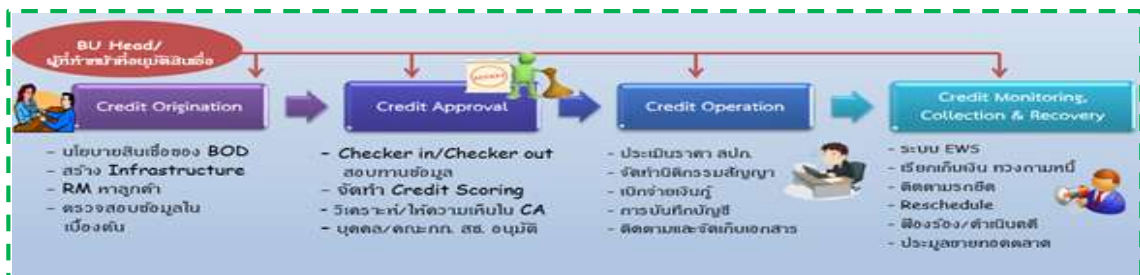 BU Head/
ผู้ที่ทำหน้าที่อนุมัติสินเชื่อ
Credit Origination
- นโยบายสินเชื่อของ BOD
- สร้าง Infrastructure
- RM หาลูกค้า
- ตรวจสอบข้อมูลใน
เบื้องต้น
Credit Approval
- Checker in/Checker out
สอบทานข้อมูล
- จัดทำ Credit Scoring
- วิเคราะห์/ให้ความเห็นใน CA
- บุคคล/คณะกก. สช. อนุมัติ
Credit Operation
- ประเมินราคา สปก.
- จัดทำนิติกรรมสัญญา
- เบิกจ่ายเงินกู้
- การบันทึกบัญชี
- ติดตามและจัดเก็บเอกสาร
Credit Monitoring,
Collection & Recovery
- ระบบ EWS
- เรียกเก็บเงิน ทวงถามหนี้
- ติดตามรถยึด
- Reschedule
- ฟ้องร้อง/ดำเนินคดี
- ประมูลขายทอดตลาด